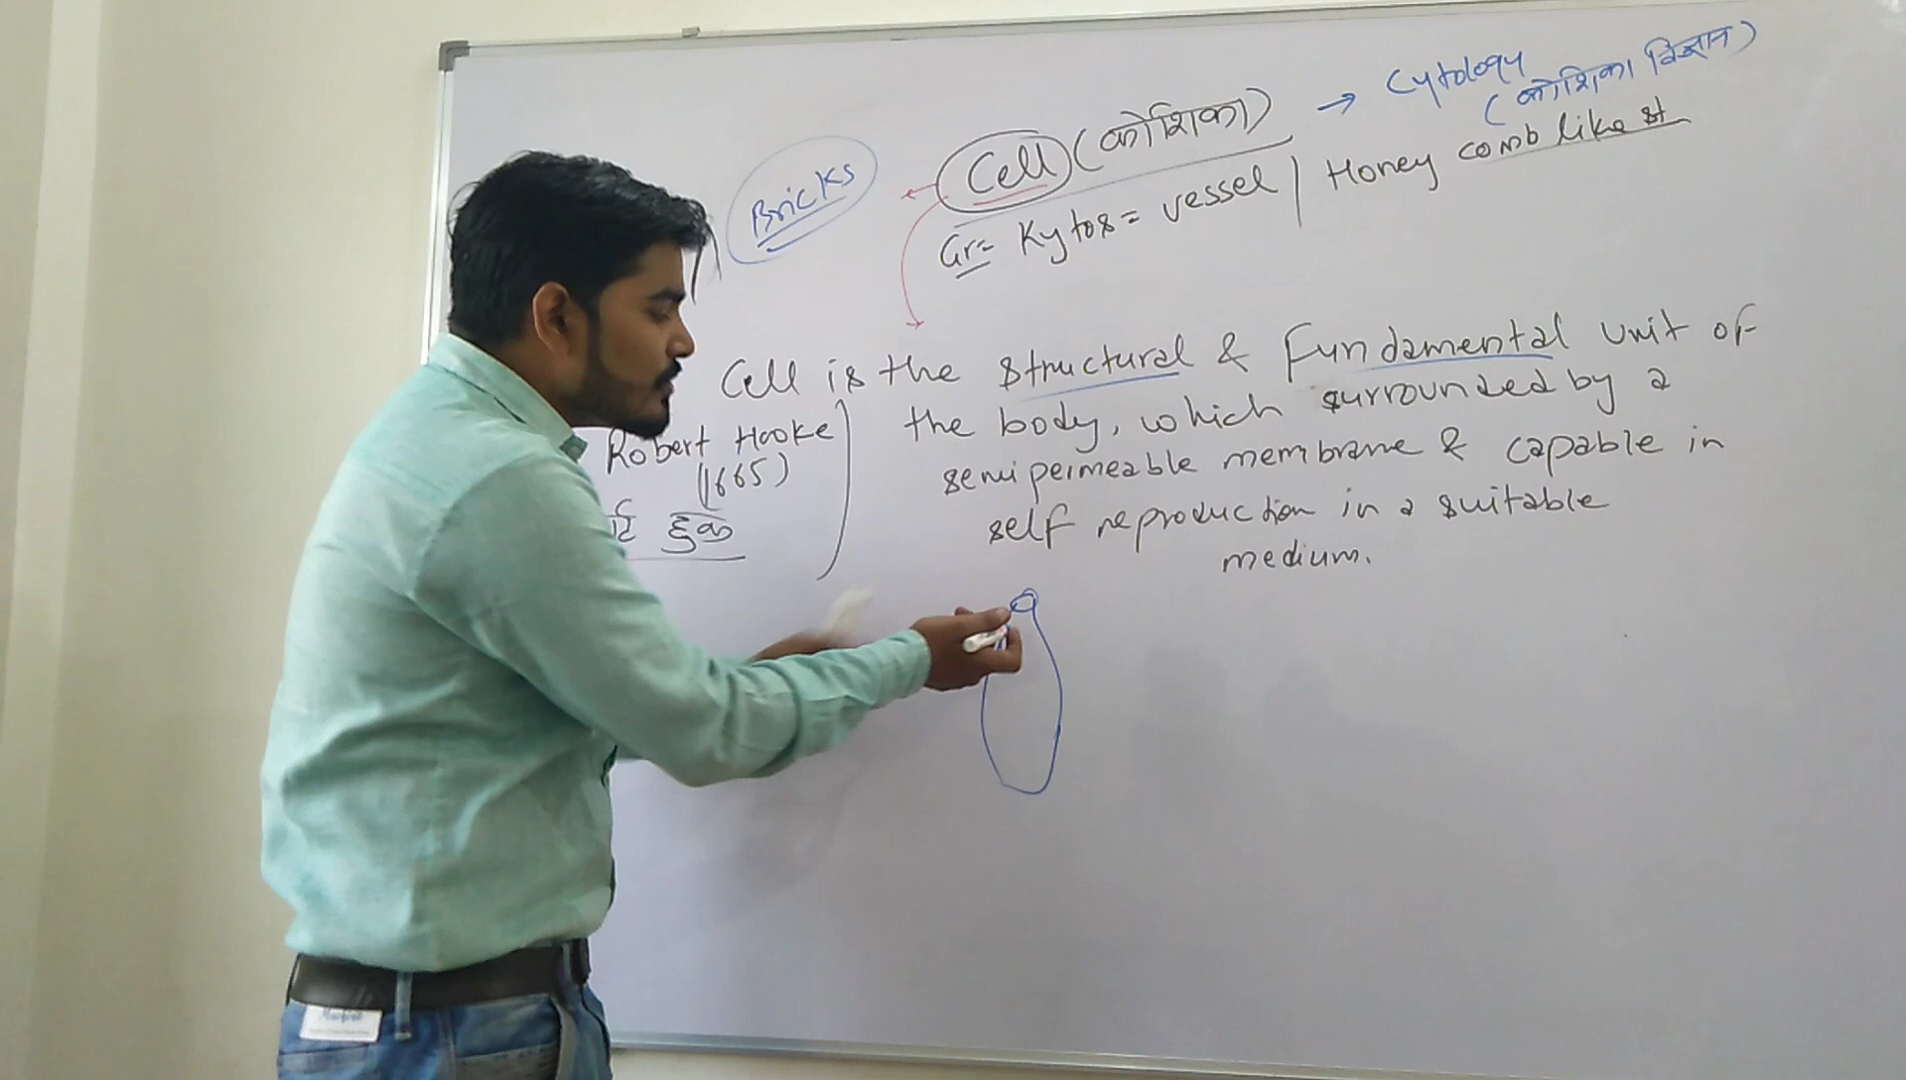 Cytology
(कोशिका विज्ञान)
Cell (कोशिका) →
Bricks
Gr= Kytos = vessel | Honey comb like st
Cell is the structural & Fundamental unit of
the body, which surrounded by a
semipermeable membrane & capable in
self reproduction in a suitable
medium.
Robert Hooke
(1665)
हुक